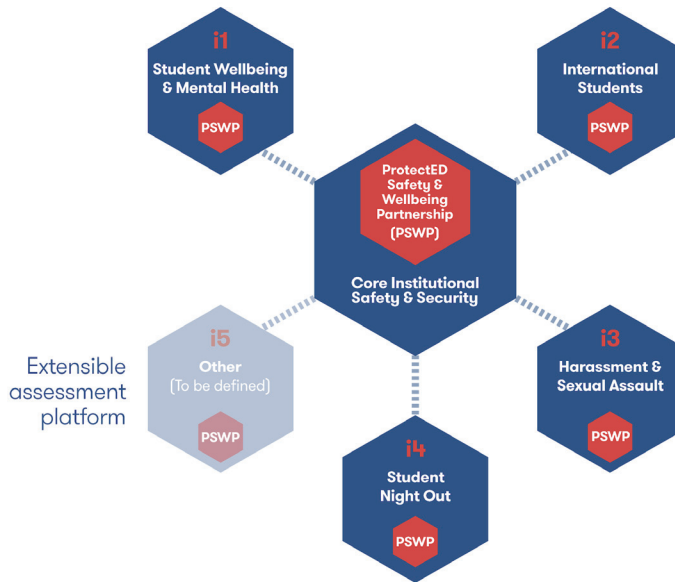 i1
Student Wellbeing
& Mental Health
PSWP
i2
International
Students
PSWP
ProtectED
Safety &
Wellbeing
Partnership
(PSWP)
Core Institutional
Safety & Security
Extensible
assessment
platform
i5
Other
(To be defined)
PSWP
i3
Harassment &
Sexual Assault
PSWP
i4
Student
Night Out
PSWP